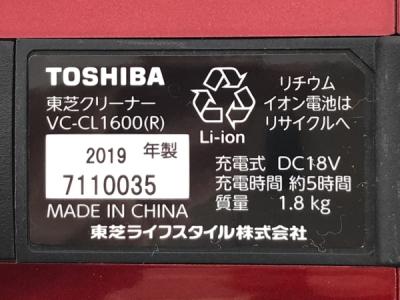 TOSHIBA
東芝クリーナー
VC-CL1600(R)
2019 年製
7110035
MADE IN CHINA
Li-ion
リチウム
イオン電池は
リサイクルへ
充電式 DC18V
充電時間 約5時間
質量 1.8 kg
東芝ライフスタイル株式会社